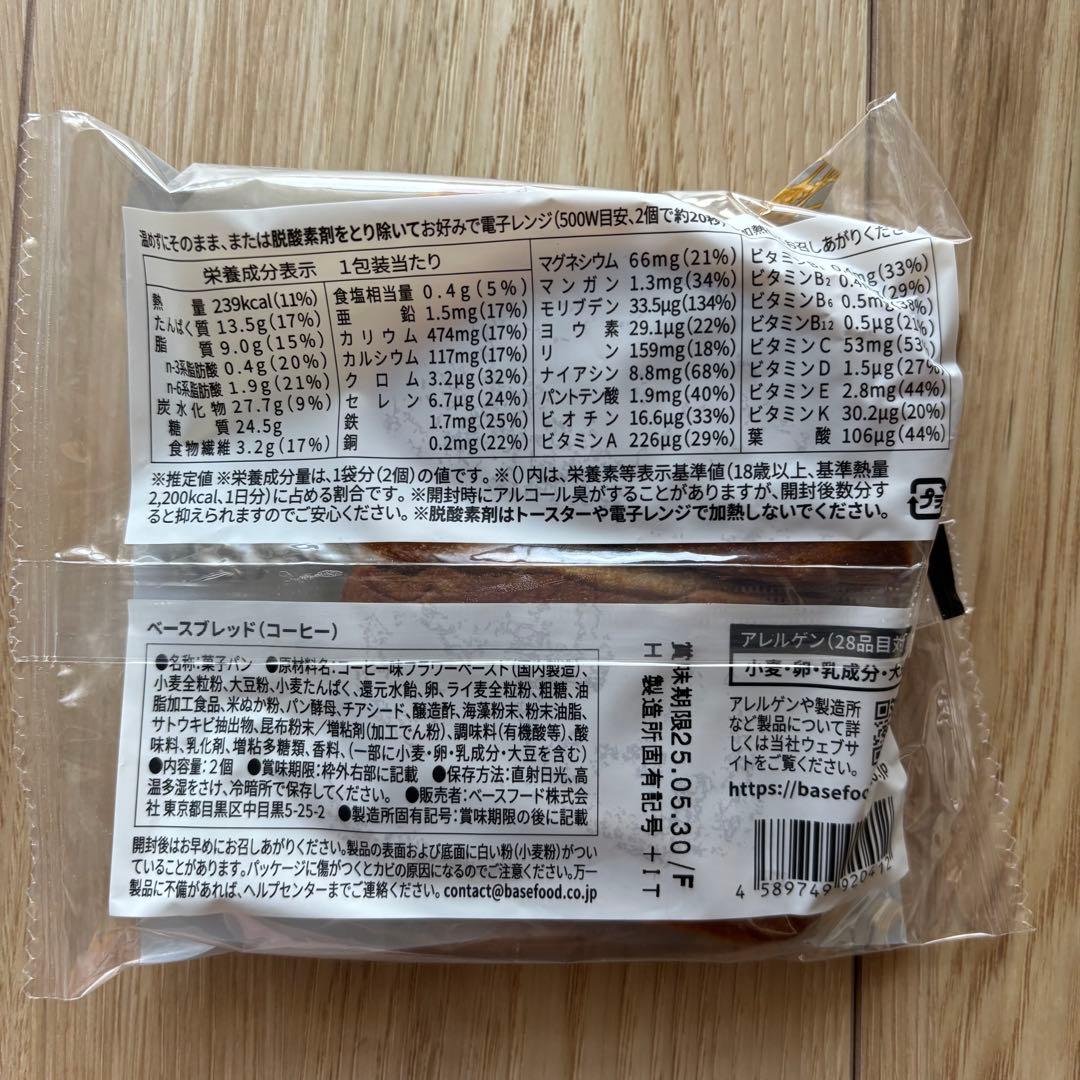 温めずにそのまま、または脱酸素剤をとり除いてお好みで電子レンジ(500W目安、2個で約20秒)
召しあがりくだ
栄養成分表示 1包装当たり
熱量 239kcal(11%)
たんぱく質 13.5g(17%)
脂質 9.0g(15%)
n-3系脂肪酸 0.4g(20%)
n-6系脂肪酸 1.9g(21%)
炭水化物 27.7g(9%)
糖質 24.5g
食物繊維 3.2g(17%)
食塩相当量 0.4g(5%)
亜鉛 1.5mg(17%)
カリウム 474mg(17%)
カルシウム 117mg(17%)
クロム 3.2μg(32%)
セレン 6.7μg(24%)
鉄 1.7mg(25%)
銅 0.2mg(22%)
マグネシウム 66mg(21%)
マンガン 1.3mg(34%)
モリブデン 33.5μg(134%)
ヨウ素 29.1μg(22%)
リン 159mg(18%)
ナイアシン 8.8mg(68%)
パントテン酸 1.9mg(40%)
ビオチン 16.6μg(33%)
ビタミンA 226μg(29%)
(33%)
ビタミンB2 (29%)
ビタミンB6 0.5mg
ビタミンB12 0.5μg(21%
ビタミンC 53mg(53%
ビタミンD 1.5μg(27%
ビタミンE 2.8mg(44%)
ビタミンK 30.2μg(20%)
葉酸 106μg(44%)
※推定値 ※栄養成分量は、1袋分(2個)の値です。※()内は、栄養素等表示基準値(18歳以上、基準熱量
2,200kcal、1日分)に占める割合です。※開封時にアルコール臭がすることがありますが、開封後数分す
ると抑えられますのでご安心ください。※脱酸素剤はトースターや電子レンジで加熱しないでください。
プラ
ベースブレッド(コーヒー)
●名称:菓子パン ●原材料名:コーヒー味フラワーペースト(国内製造)、
小麦全粒粉、大豆粉、小麦たんぱく、還元水飴、卵、ライ麦全粒粉、粗糖、油
脂加工食品、米ぬか粉、パン酵母、チアシード、醸造酢、海藻粉末、粉末油脂、
サトウキビ抽出物、昆布粉末/増粘剤(加工でん粉)、調味料(有機酸等)、酸
味料、乳化剤、増粘多糖類、香料、(一部に小麦・卵・乳成分・大豆を含む)
●内容量:2個 ●賞味期限:枠外右部に記載 ●保存方法:直射日光、高
温多湿をさけ、冷暗所で保存してください。 ●販売者:ベースフード株式会
社 東京都目黒区中目黒5-25-2 ●製造所固有記号:賞味期限の後に記載
開封後はお早めにお召しあがりください。製品の表面および底面に白い粉(小麦粉)がつい
ていることがあります。パッケージに傷がつくとカビの原因になるのでご注意ください。万一
製品に不備があれば、ヘルプセンターまでご連絡ください。contact@basefood.co.jp
賞味期限25.05.30/F
H 製造所固有記号 +IT
アレルゲン(28品目対
小麦・卵・乳成分・大
アレルゲンや製造所
など製品について詳
しくは当社ウェブサ
イトをご覧ください。
https://basefoo
o.jp
4 589749 92041